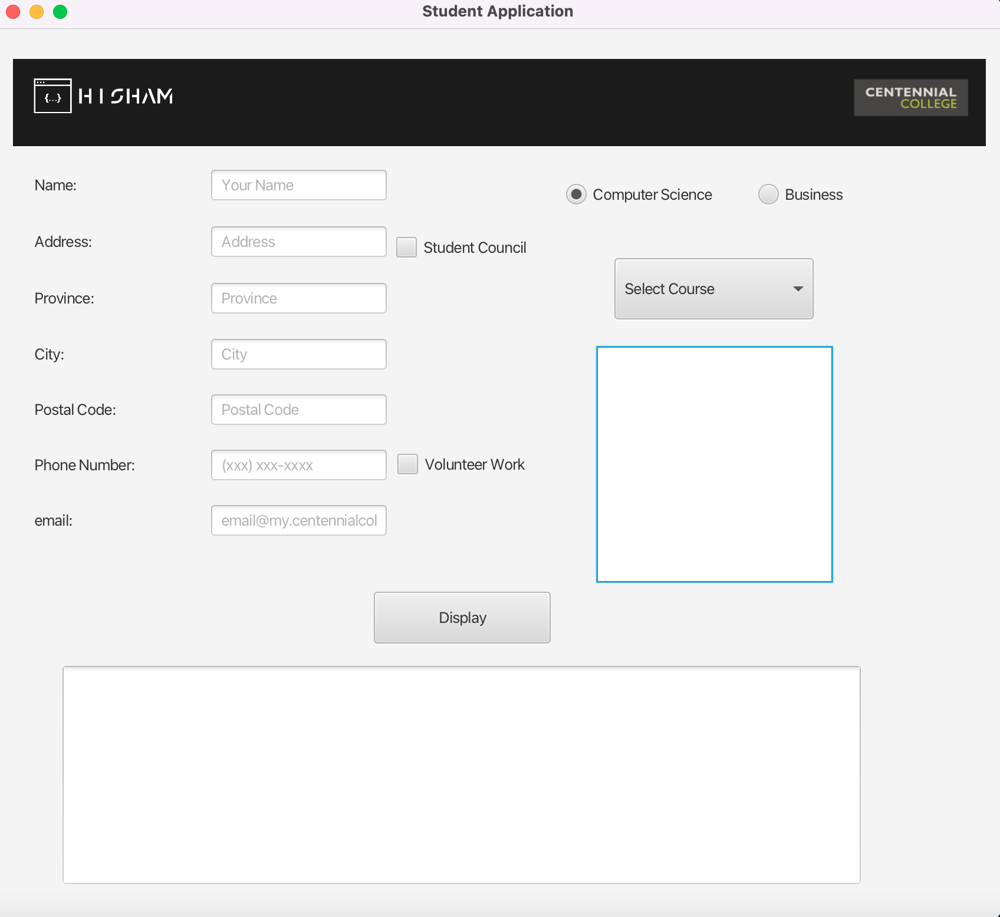 Student Application
{...} HISHAM
CENTENNIAL
COLLEGE
Name:
Your Name
Computer Science
Business
Address:
Address
Student Council
Select Course
Province:
Province
City:
City
Postal Code:
Postal Code
Phone Number:
(xxx) xxx-xxxx
Volunteer Work
email:
email@my.centennialcol
Display